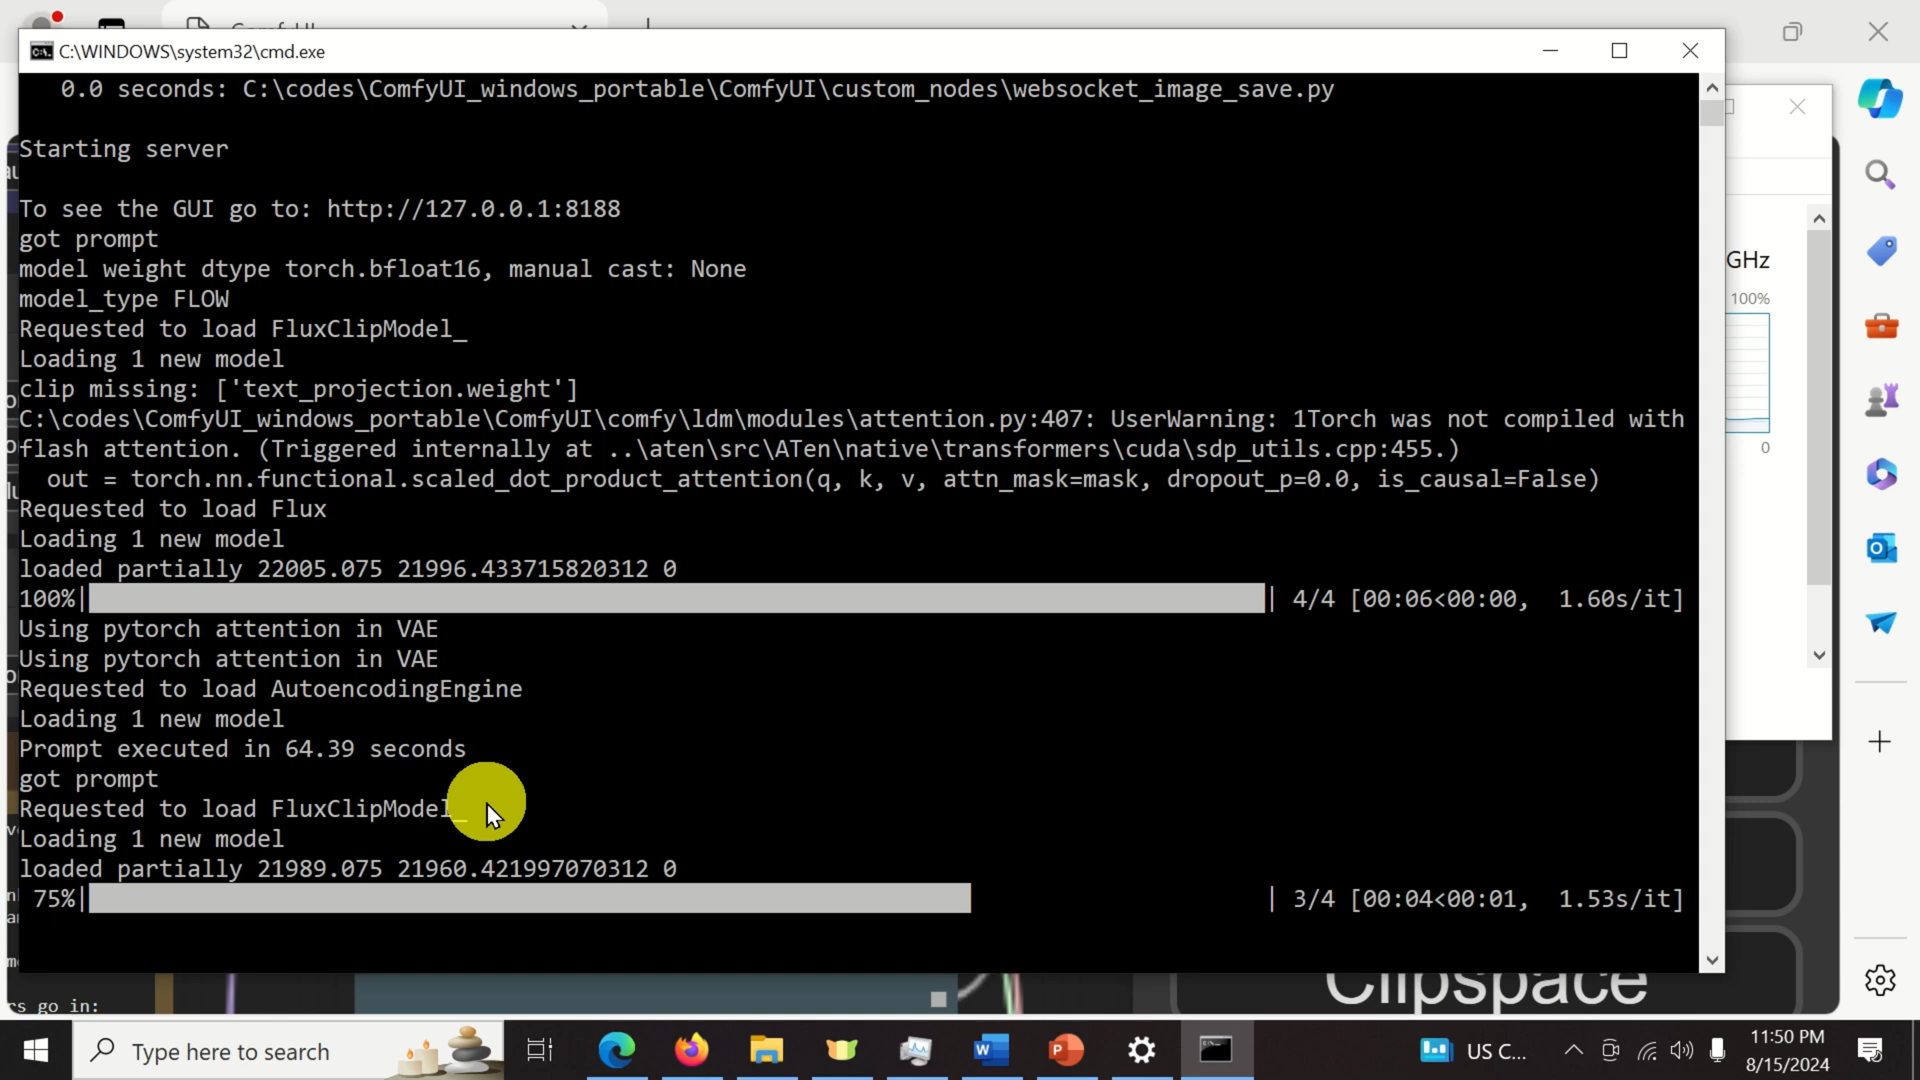 ComfyUI
C:\WINDOWS\system32\cmd.exe
0.0 seconds: C:\codes\ComfyUI_windows_portable\ComfyUI\custom_nodes\websocket_image_save.py
Starting server
To see the GUI go to: http://127.0.0.1:8188
got prompt
model weight dtype torch.bfloat16, manual cast: None
model_type FLOW
Requested to load FluxClipModel_
Loading 1 new model
clip missing: ['text_projection.weight']
C:\codes\ComfyUI_windows_portable\ComfyUI\comfy\ldm\modules\attention.py:407: UserWarning: 1Torch was not compiled with
flash attention. (Triggered internally at ..\aten\src\ATen\native\transformers\cuda\sdp_utils.cpp:455.)
out = torch.nn.functional.scaled_dot_product_attention(q, k, v, attn_mask=mask, dropout_p=0.0, is_causal=False)
Requested to load Flux
Loading 1 new model
loaded partially 22005.075 21996.433715820312 0
100%| | 4/4 [00:06<00:00, 1.60s/it]
Using pytorch attention in VAE
Using pytorch attention in VAE
Requested to load AutoencodingEngine
Loading 1 new model
Prompt executed in 64.39 seconds
got prompt
Requested to load FluxClipModel_
Loading 1 new model
loaded partially 21989.075 21960.421997070312 0
75%| | 3/4 [00:04<00:01, 1.53s/it]
GHz
100%
0
go in:
Clipspace
Type here to search
US C...
11:50 PM
8/15/2024